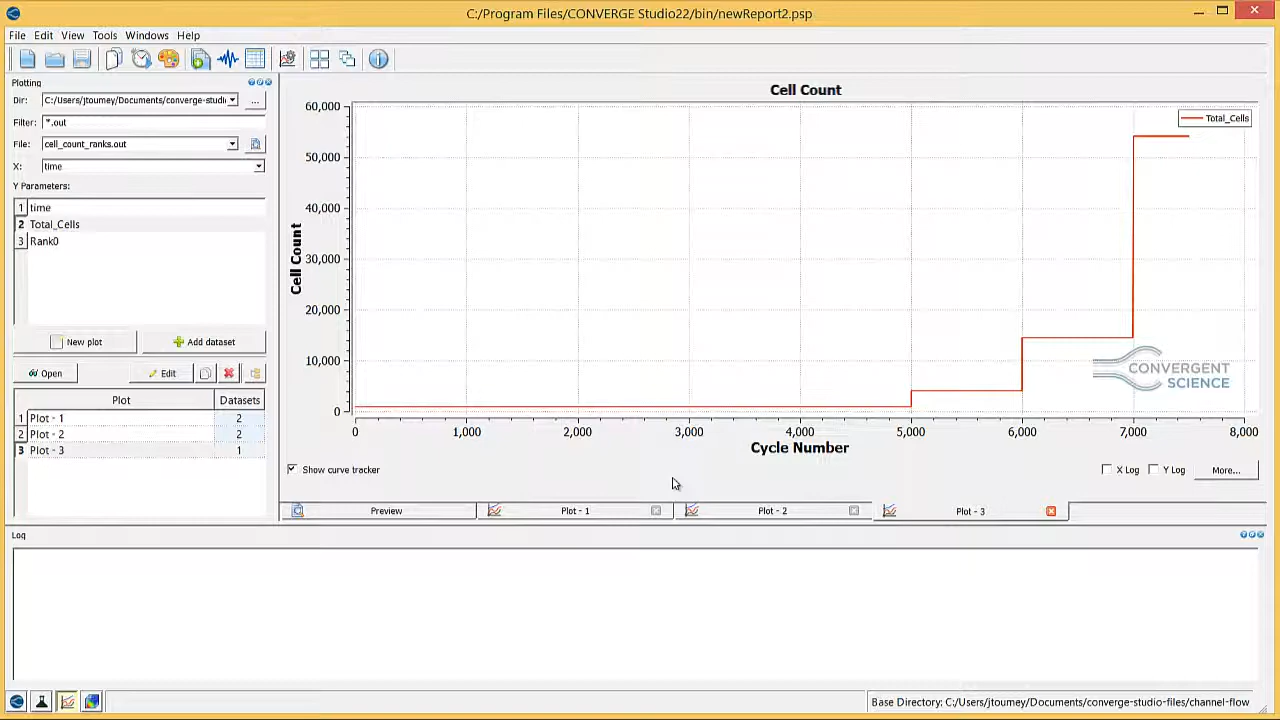 C:/Program Files/CONVERGE Studio22/bin/newReport2.psp
File Edit View Tools Windows Help
Plotting
Dir: C:/Users/jtoumey/Documents/converge-studi ...
Filter: *.out
File: cell_count_ranks.out
X: time
Y Parameters:
1 time
2 Total_Cells
3 Rank0
New plot Add dataset
Open Edit
Plot Datasets
1 Plot - 1 2
2 Plot - 2 2
3 Plot - 3 1
Cell Count
Total_Cells
60,000
50,000
40,000
30,000
20,000
10,000
0
Cell Count
CONVERGENT
SCIENCE
0 1,000 2,000 3,000 4,000 5,000 6,000 7,000 8,000
Cycle Number
Show curve tracker X Log Y Log More...
Preview Plot - 1 Plot - 2 Plot - 3
Log
Base Directory: C:/Users/jtoumey/Documents/converge-studio-files/channel-flow